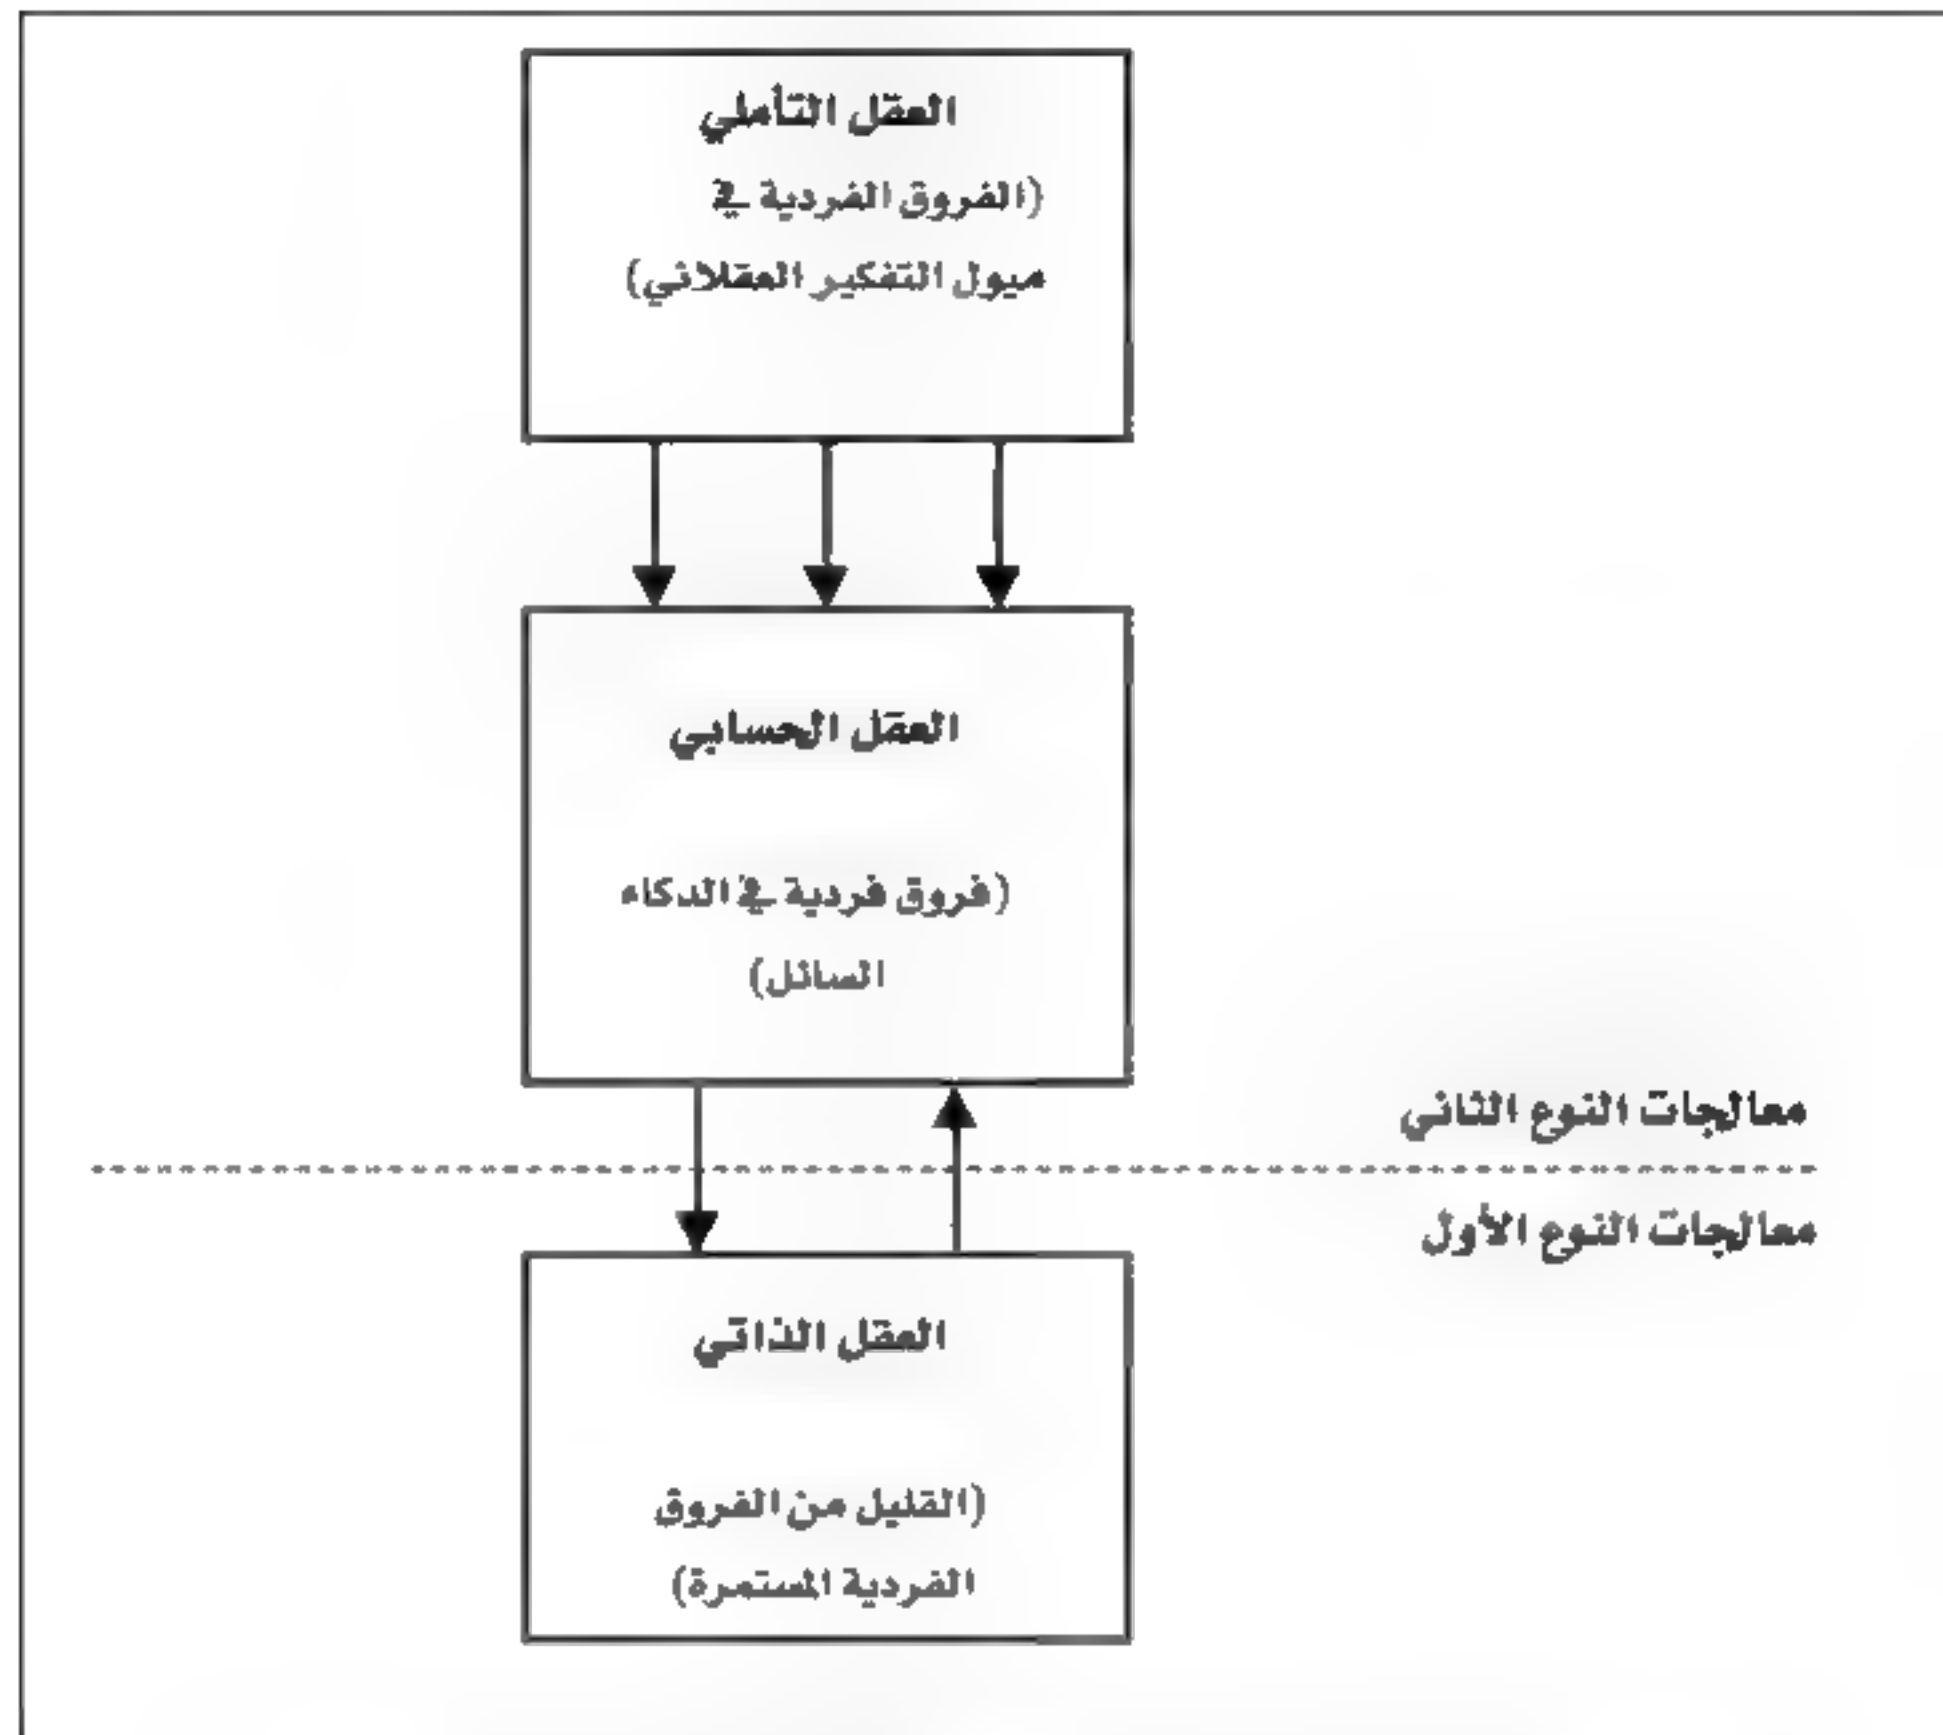 العقل التأملي
(الفروق الفردية في
ميول التفكير العقلاني)
العقل الحسابي
(فروق فردية في الذكاء
السائل)
معالجات النوع الثاني
معالجات النوع الأول
العقل الذاتي
(القليل من الفروق
الفردية المستمرة)